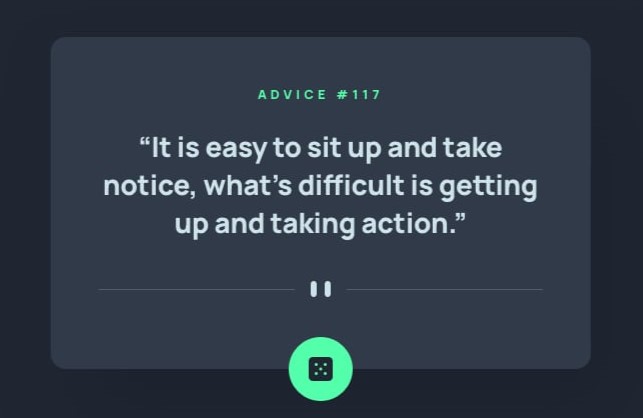 ADVICE #117
“It is easy to sit up and take
notice, what’s difficult is getting
up and taking action.”